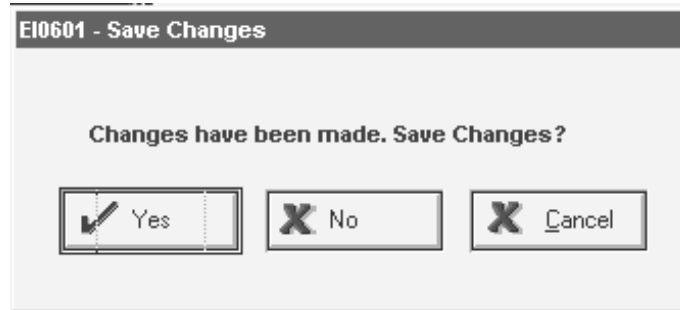 EI0601 - Save Changes
Changes have been made. Save Changes?
Yes No Cancel